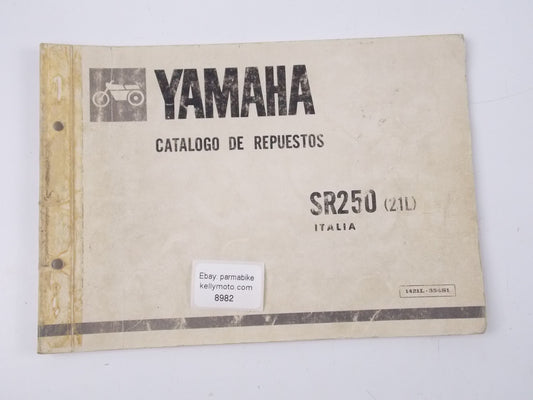 YAMAHA
CATALOGO DE REPUESTOS
SR250 (21L)
ITALIA
Ebay: parmabike
kellymoto.com
8982